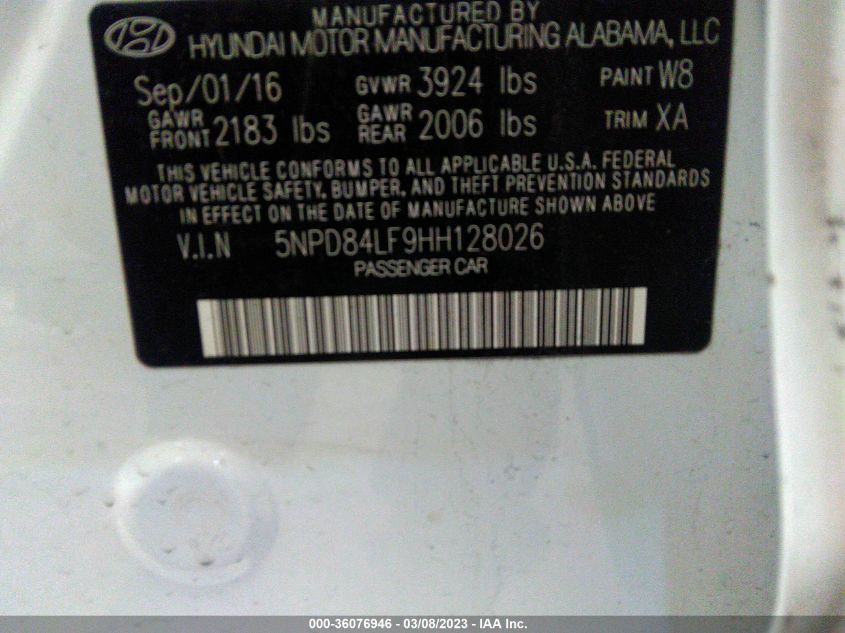 MANUFACTURED BY
HYUNDAI MOTOR MANUFACTURING ALABAMA, LLC
Sep/01/16 GVWR 3924 lbs PAINT W8
GAWR FRONT 2183 lbs GAWR REAR 2006 lbs TRIM XA
THIS VEHICLE CONFORMS TO ALL APPLICABLE U.S.A. FEDERAL
MOTOR VEHICLE SAFETY, BUMPER, AND THEFT PREVENTION STANDARDS
IN EFFECT ON THE DATE OF MANUFACTURE SHOWN ABOVE
V.I.N 5NPD84LF9HH128026
PASSENGER CAR
000-36076946 - 03/08/2023 - IAA Inc.